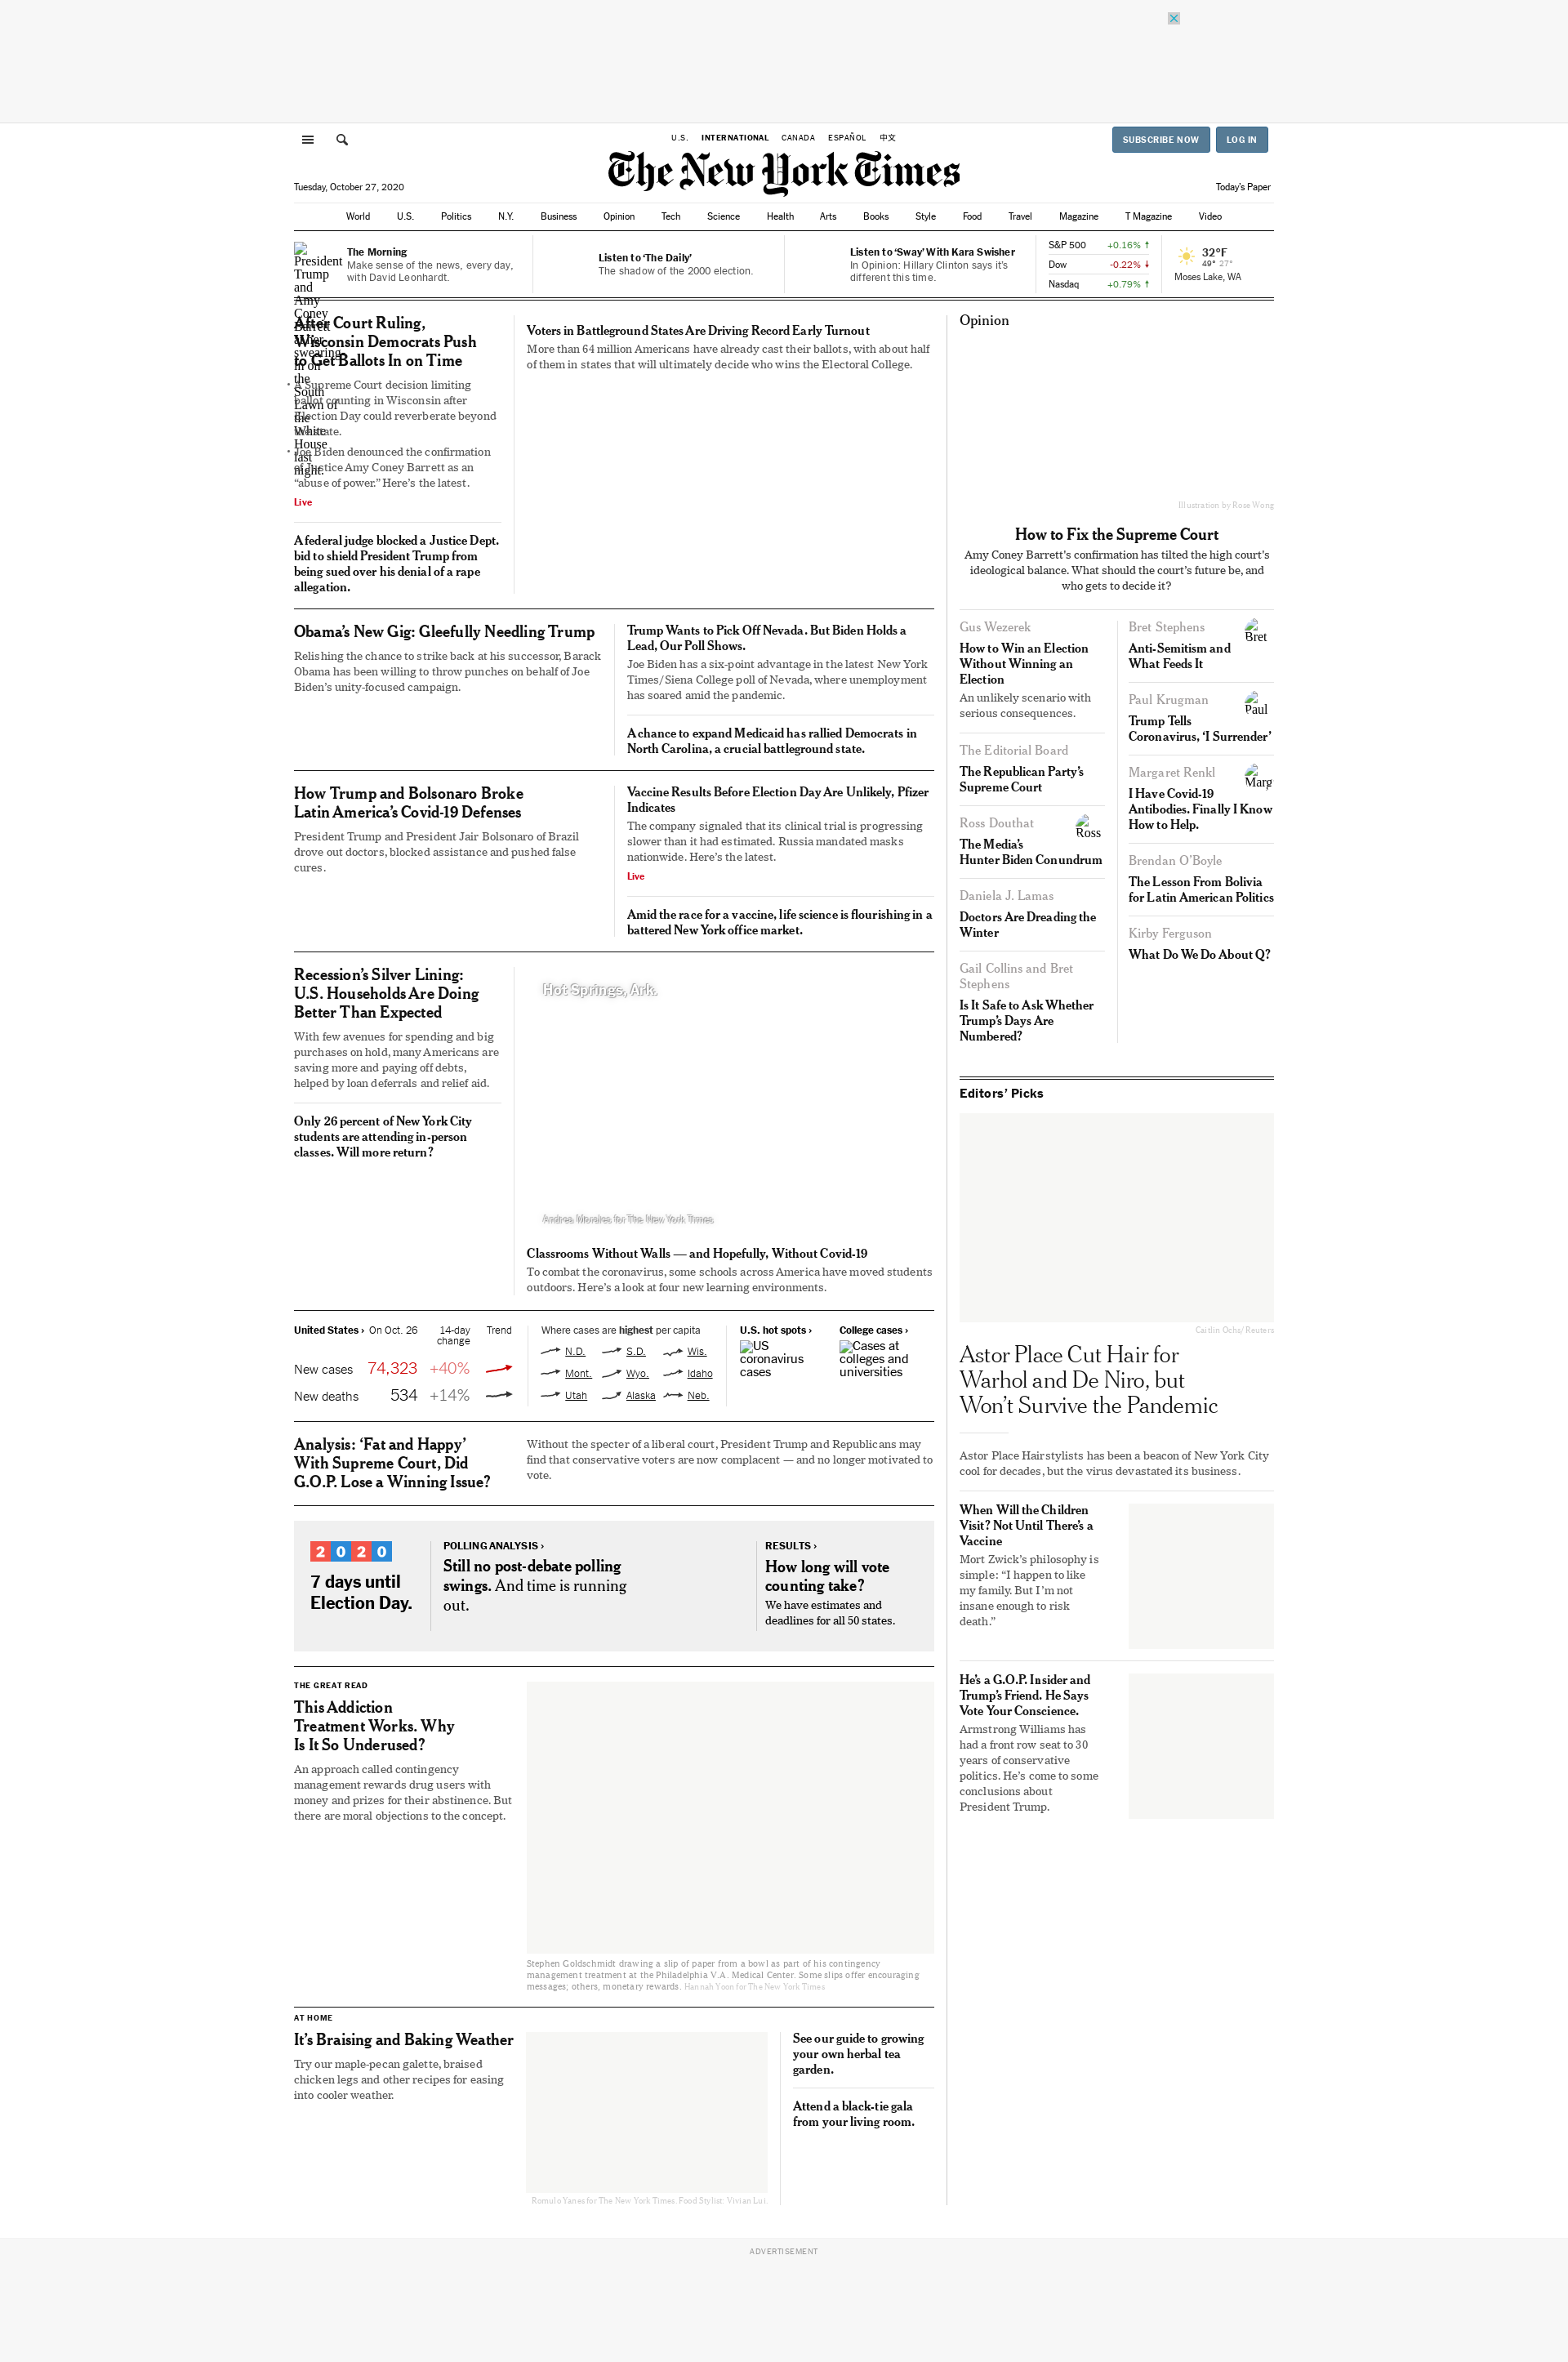 U.S. INTERNATIONAL CANADA ESPAÑOL 中文
SUBSCRIBE NOW
LOG IN
The New York Times
Tuesday, October 27, 2020
Today's Paper
World U.S. Politics N.Y. Business Opinion Tech Science Health Arts Books Style Food Travel Magazine T Magazine Video
President
Trump
and
Amy
Coney
Barrett
after
swearing
in on
the
South
Lawn of
the
White
House
last
night.
The Morning
Make sense of the news, every day,
with David Leonhardt.
Listen to ‘The Daily’
The shadow of the 2000 election.
Listen to ‘Sway’ With Kara Swisher
In Opinion: Hillary Clinton says it’s
different this time.
S&P 500 +0.16% ↑
Dow -0.22% ↓
Nasdaq +0.79% ↑
32°F
49° 27°
Moses Lake, WA
After Court Ruling,
Wisconsin Democrats Push
to Get Ballots In on Time
• A Supreme Court decision limiting
ballot counting in Wisconsin after
Election Day could reverberate beyond
the state.
• Joe Biden denounced the confirmation
of Justice Amy Coney Barrett as an
“abuse of power.” Here’s the latest.
Live
A federal judge blocked a Justice Dept.
bid to shield President Trump from
being sued over his denial of a rape
allegation.
Voters in Battleground States Are Driving Record Early Turnout
More than 64 million Americans have already cast their ballots, with about half
of them in states that will ultimately decide who wins the Electoral College.
Obama’s New Gig: Gleefully Needling Trump
Relishing the chance to strike back at his successor, Barack
Obama has been willing to throw punches on behalf of Joe
Biden’s unity-focused campaign.
Trump Wants to Pick Off Nevada. But Biden Holds a
Lead, Our Poll Shows.
Joe Biden has a six-point advantage in the latest New York
Times/Siena College poll of Nevada, where unemployment
has soared amid the pandemic.
A chance to expand Medicaid has rallied Democrats in
North Carolina, a crucial battleground state.
How Trump and Bolsonaro Broke
Latin America’s Covid-19 Defenses
President Trump and President Jair Bolsonaro of Brazil
drove out doctors, blocked assistance and pushed false
cures.
Vaccine Results Before Election Day Are Unlikely, Pfizer
Indicates
The company signaled that its clinical trial is progressing
slower than it had estimated. Russia mandated masks
nationwide. Here’s the latest.
Live
Amid the race for a vaccine, life science is flourishing in a
battered New York office market.
Recession’s Silver Lining:
U.S. Households Are Doing
Better Than Expected
With few avenues for spending and big
purchases on hold, many Americans are
saving more and paying off debts,
helped by loan deferrals and relief aid.
Only 26 percent of New York City
students are attending in-person
classes. Will more return?
Hot Springs, Ark.
Andrea Morales for The New York Times
Classrooms Without Walls — and Hopefully, Without Covid-19
To combat the coronavirus, some schools across America have moved students
outdoors. Here’s a look at four new learning environments.
United States › On Oct. 26 14-day Trend
change
New cases 74,323 +40%
New deaths 534 +14%
Where cases are highest per capita
N.D. S.D. Wis.
Mont. Wyo. Idaho
Utah Alaska Neb.
U.S. hot spots ›
US
coronavirus
cases
College cases ›
Cases at
colleges and
universities
Analysis: ‘Fat and Happy’
With Supreme Court, Did
G.O.P. Lose a Winning Issue?
Without the specter of a liberal court, President Trump and Republicans may
find that conservative voters are now complacent — and no longer motivated to
vote.
2020
7 days until
Election Day.
POLLING ANALYSIS ›
Still no post-debate polling
swings. And time is running
out.
RESULTS ›
How long will vote
counting take?
We have estimates and
deadlines for all 50 states.
THE GREAT READ
This Addiction
Treatment Works. Why
Is It So Underused?
An approach called contingency
management rewards drug users with
money and prizes for their abstinence. But
there are moral objections to the concept.
Stephen Goldschmidt drawing a slip of paper from a bowl as part of his contingency
management treatment at the Philadelphia V.A. Medical Center. Some slips offer encouraging
messages; others, monetary rewards. Hannah Yoon for The New York Times
AT HOME
It’s Braising and Baking Weather
Try our maple-pecan galette, braised
chicken legs and other recipes for easing
into cooler weather.
Romulo Yanes for The New York Times. Food Stylist: Vivian Lui.
See our guide to growing
your own herbal tea
garden.
Attend a black-tie gala
from your living room.
Opinion
Illustration by Rose Wong
How to Fix the Supreme Court
Amy Coney Barrett’s confirmation has tilted the high court’s
ideological balance. What should the court’s future be, and
who gets to decide it?
Gus Wezerek
How to Win an Election
Without Winning an
Election
An unlikely scenario with
serious consequences.
The Editorial Board
The Republican Party’s
Supreme Court
Ross Douthat
Ross
The Media’s
Hunter Biden Conundrum
Daniela J. Lamas
Doctors Are Dreading the
Winter
Gail Collins and Bret
Stephens
Is It Safe to Ask Whether
Trump’s Days Are
Numbered?
Bret Stephens
Bret
Anti-Semitism and
What Feeds It
Paul Krugman
Paul
Trump Tells
Coronavirus, ‘I Surrender’
Margaret Renkl
Marg
I Have Covid-19
Antibodies. Finally I Know
How to Help.
Brendan O’Boyle
The Lesson From Bolivia
for Latin American Politics
Kirby Ferguson
What Do We Do About Q?
Editors’ Picks
Caitlin Ochs/Reuters
Astor Place Cut Hair for
Warhol and De Niro, but
Won’t Survive the Pandemic
Astor Place Hairstylists has been a beacon of New York City
cool for decades, but the virus devastated its business.
When Will the Children
Visit? Not Until There’s a
Vaccine
Mort Zwick’s philosophy is
simple: “I happen to like
my family. But I’m not
insane enough to risk
death.”
He’s a G.O.P. Insider and
Trump’s Friend. He Says
Vote Your Conscience.
Armstrong Williams has
had a front row seat to 30
years of conservative
politics. He’s come to some
conclusions about
President Trump.
ADVERTISEMENT